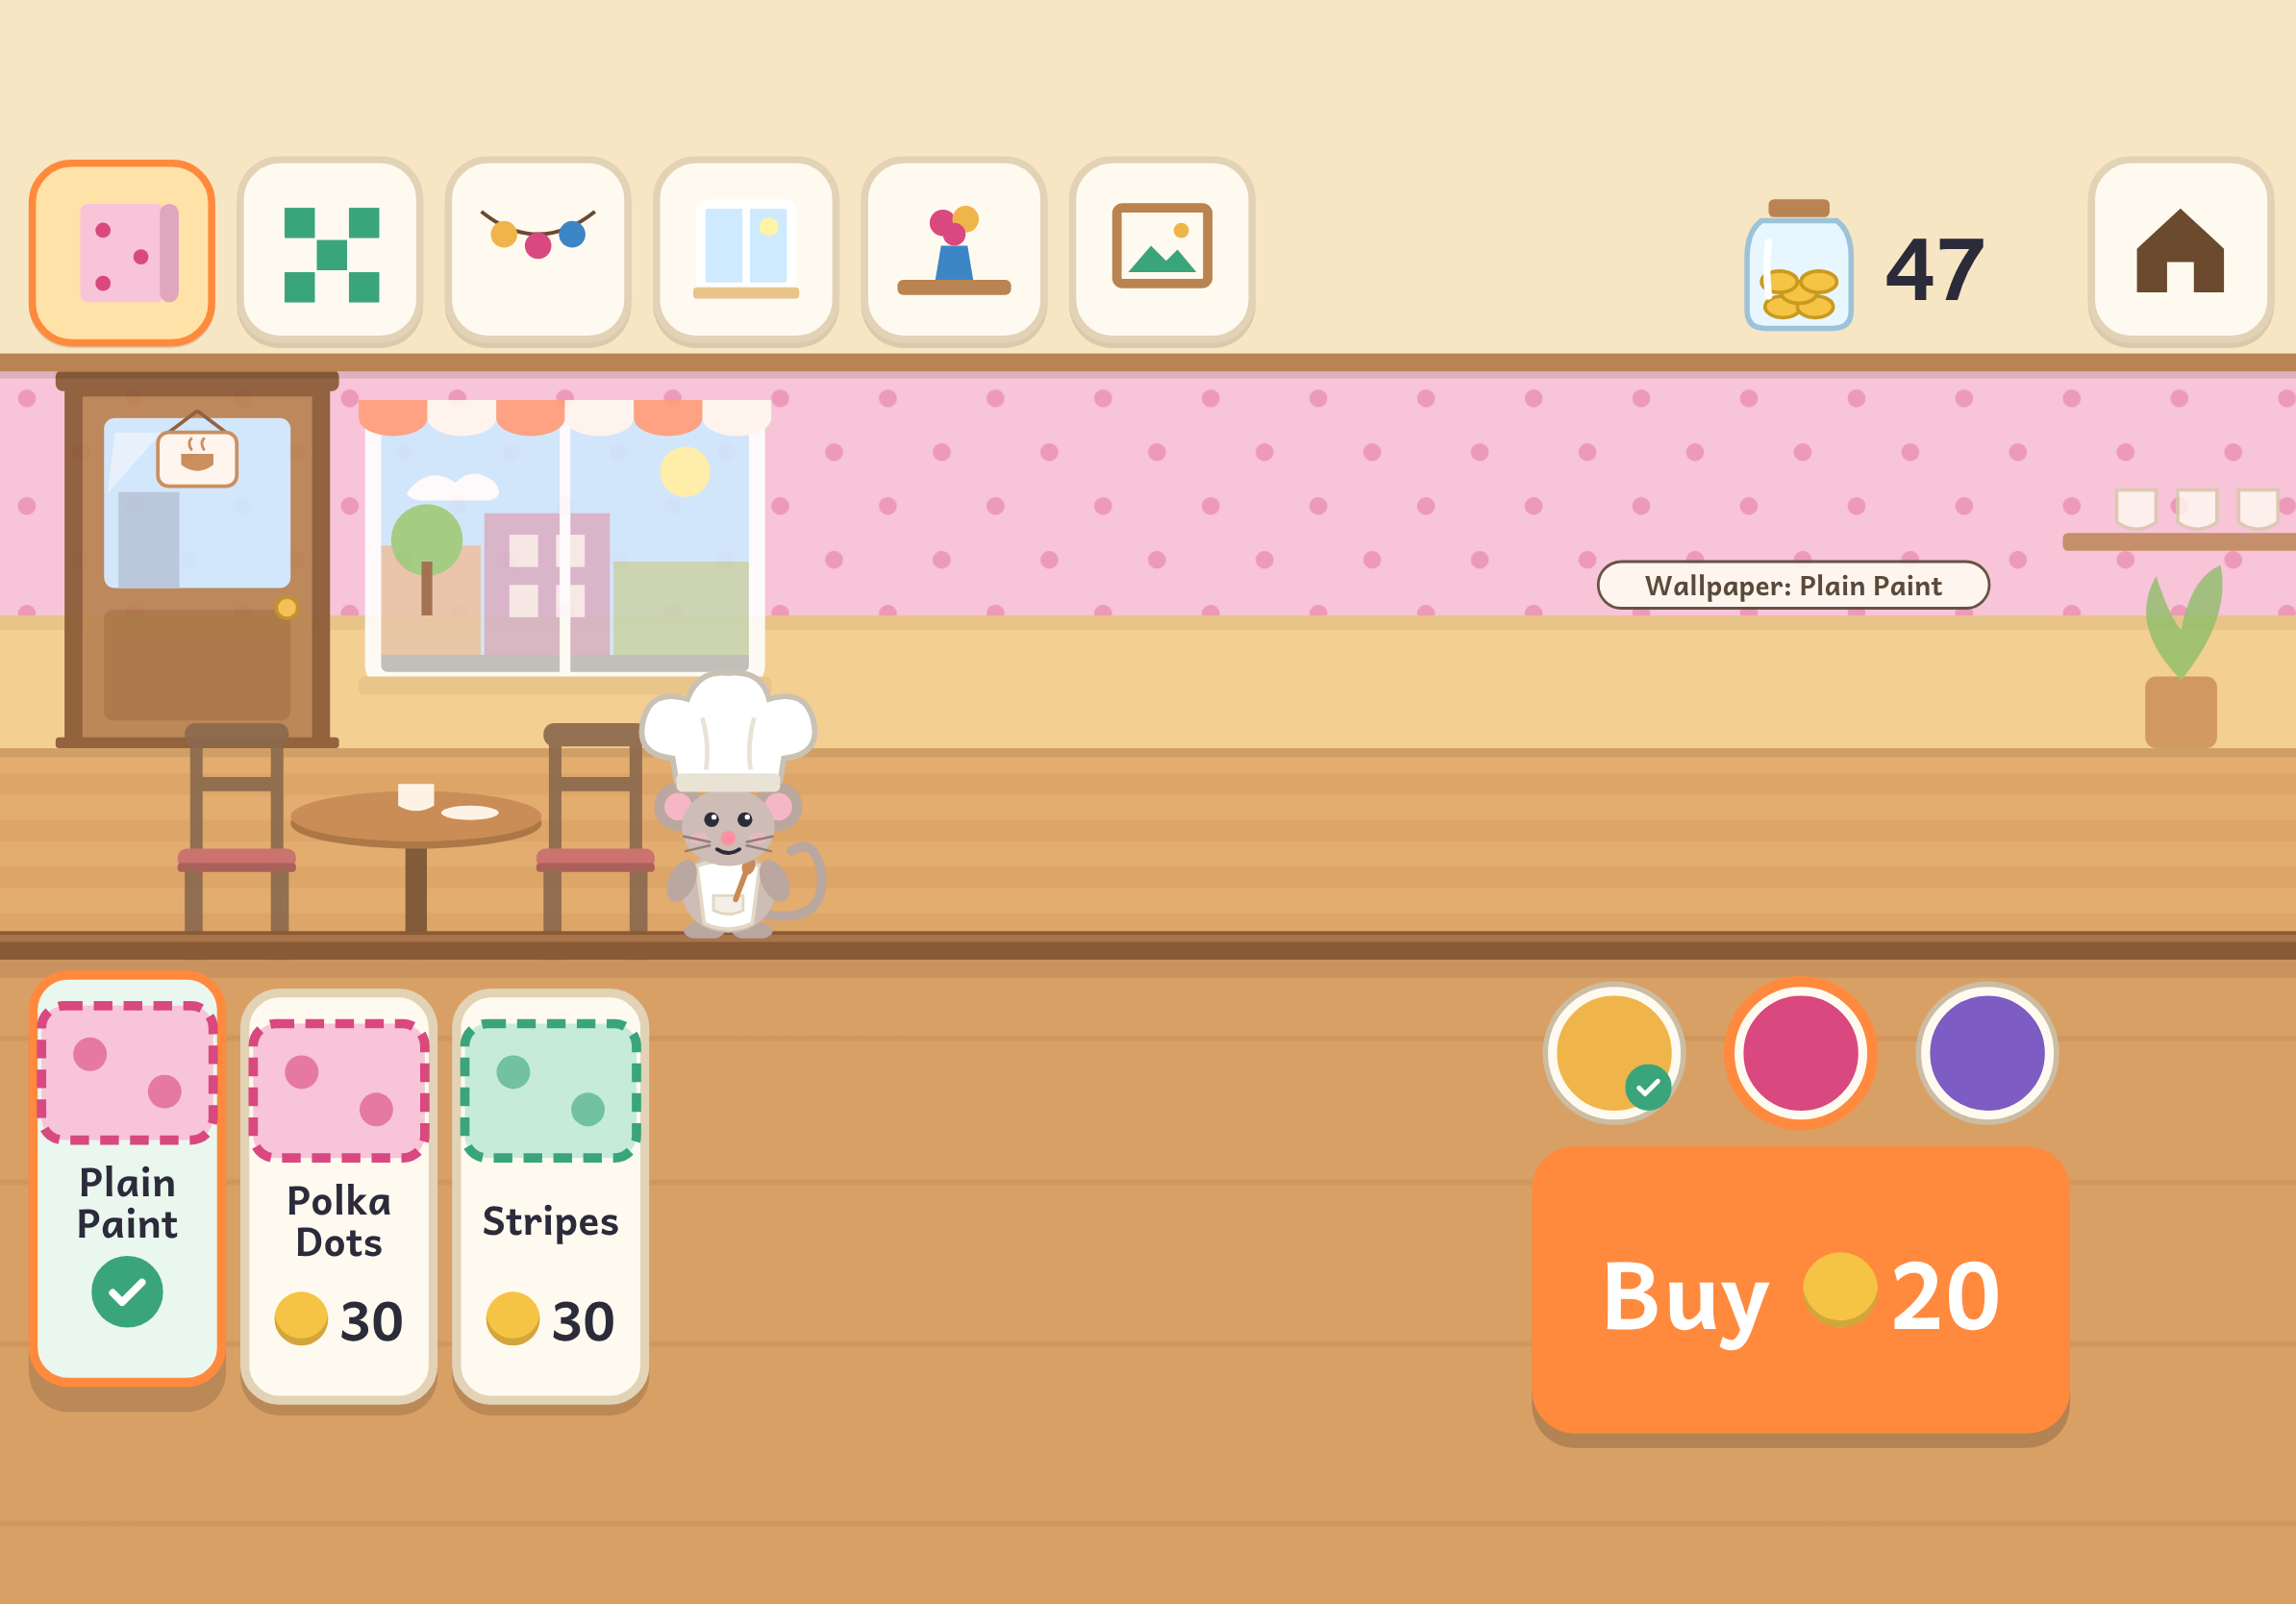 47
Wallpaper: Plain Paint
Plain
Paint
Polka
Dots
30
Stripes
30
Buy 20